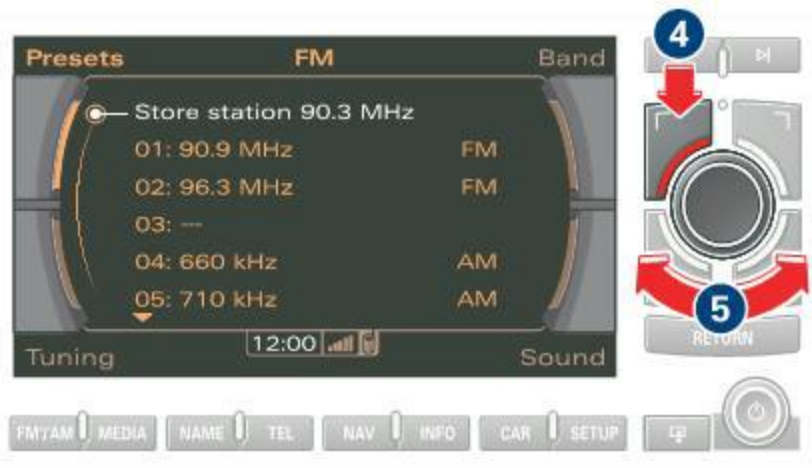 Presets FM Band
Store station 90.3 MHz
01: 90.9 MHz FM
02: 96.3 MHz FM
03: ---
04: 660 kHz AM
05: 710 kHz AM
12:00
Tuning Sound
4
5
RETURN
FM/AM MEDIA NAME TEL NAV INFO CAR SETUP